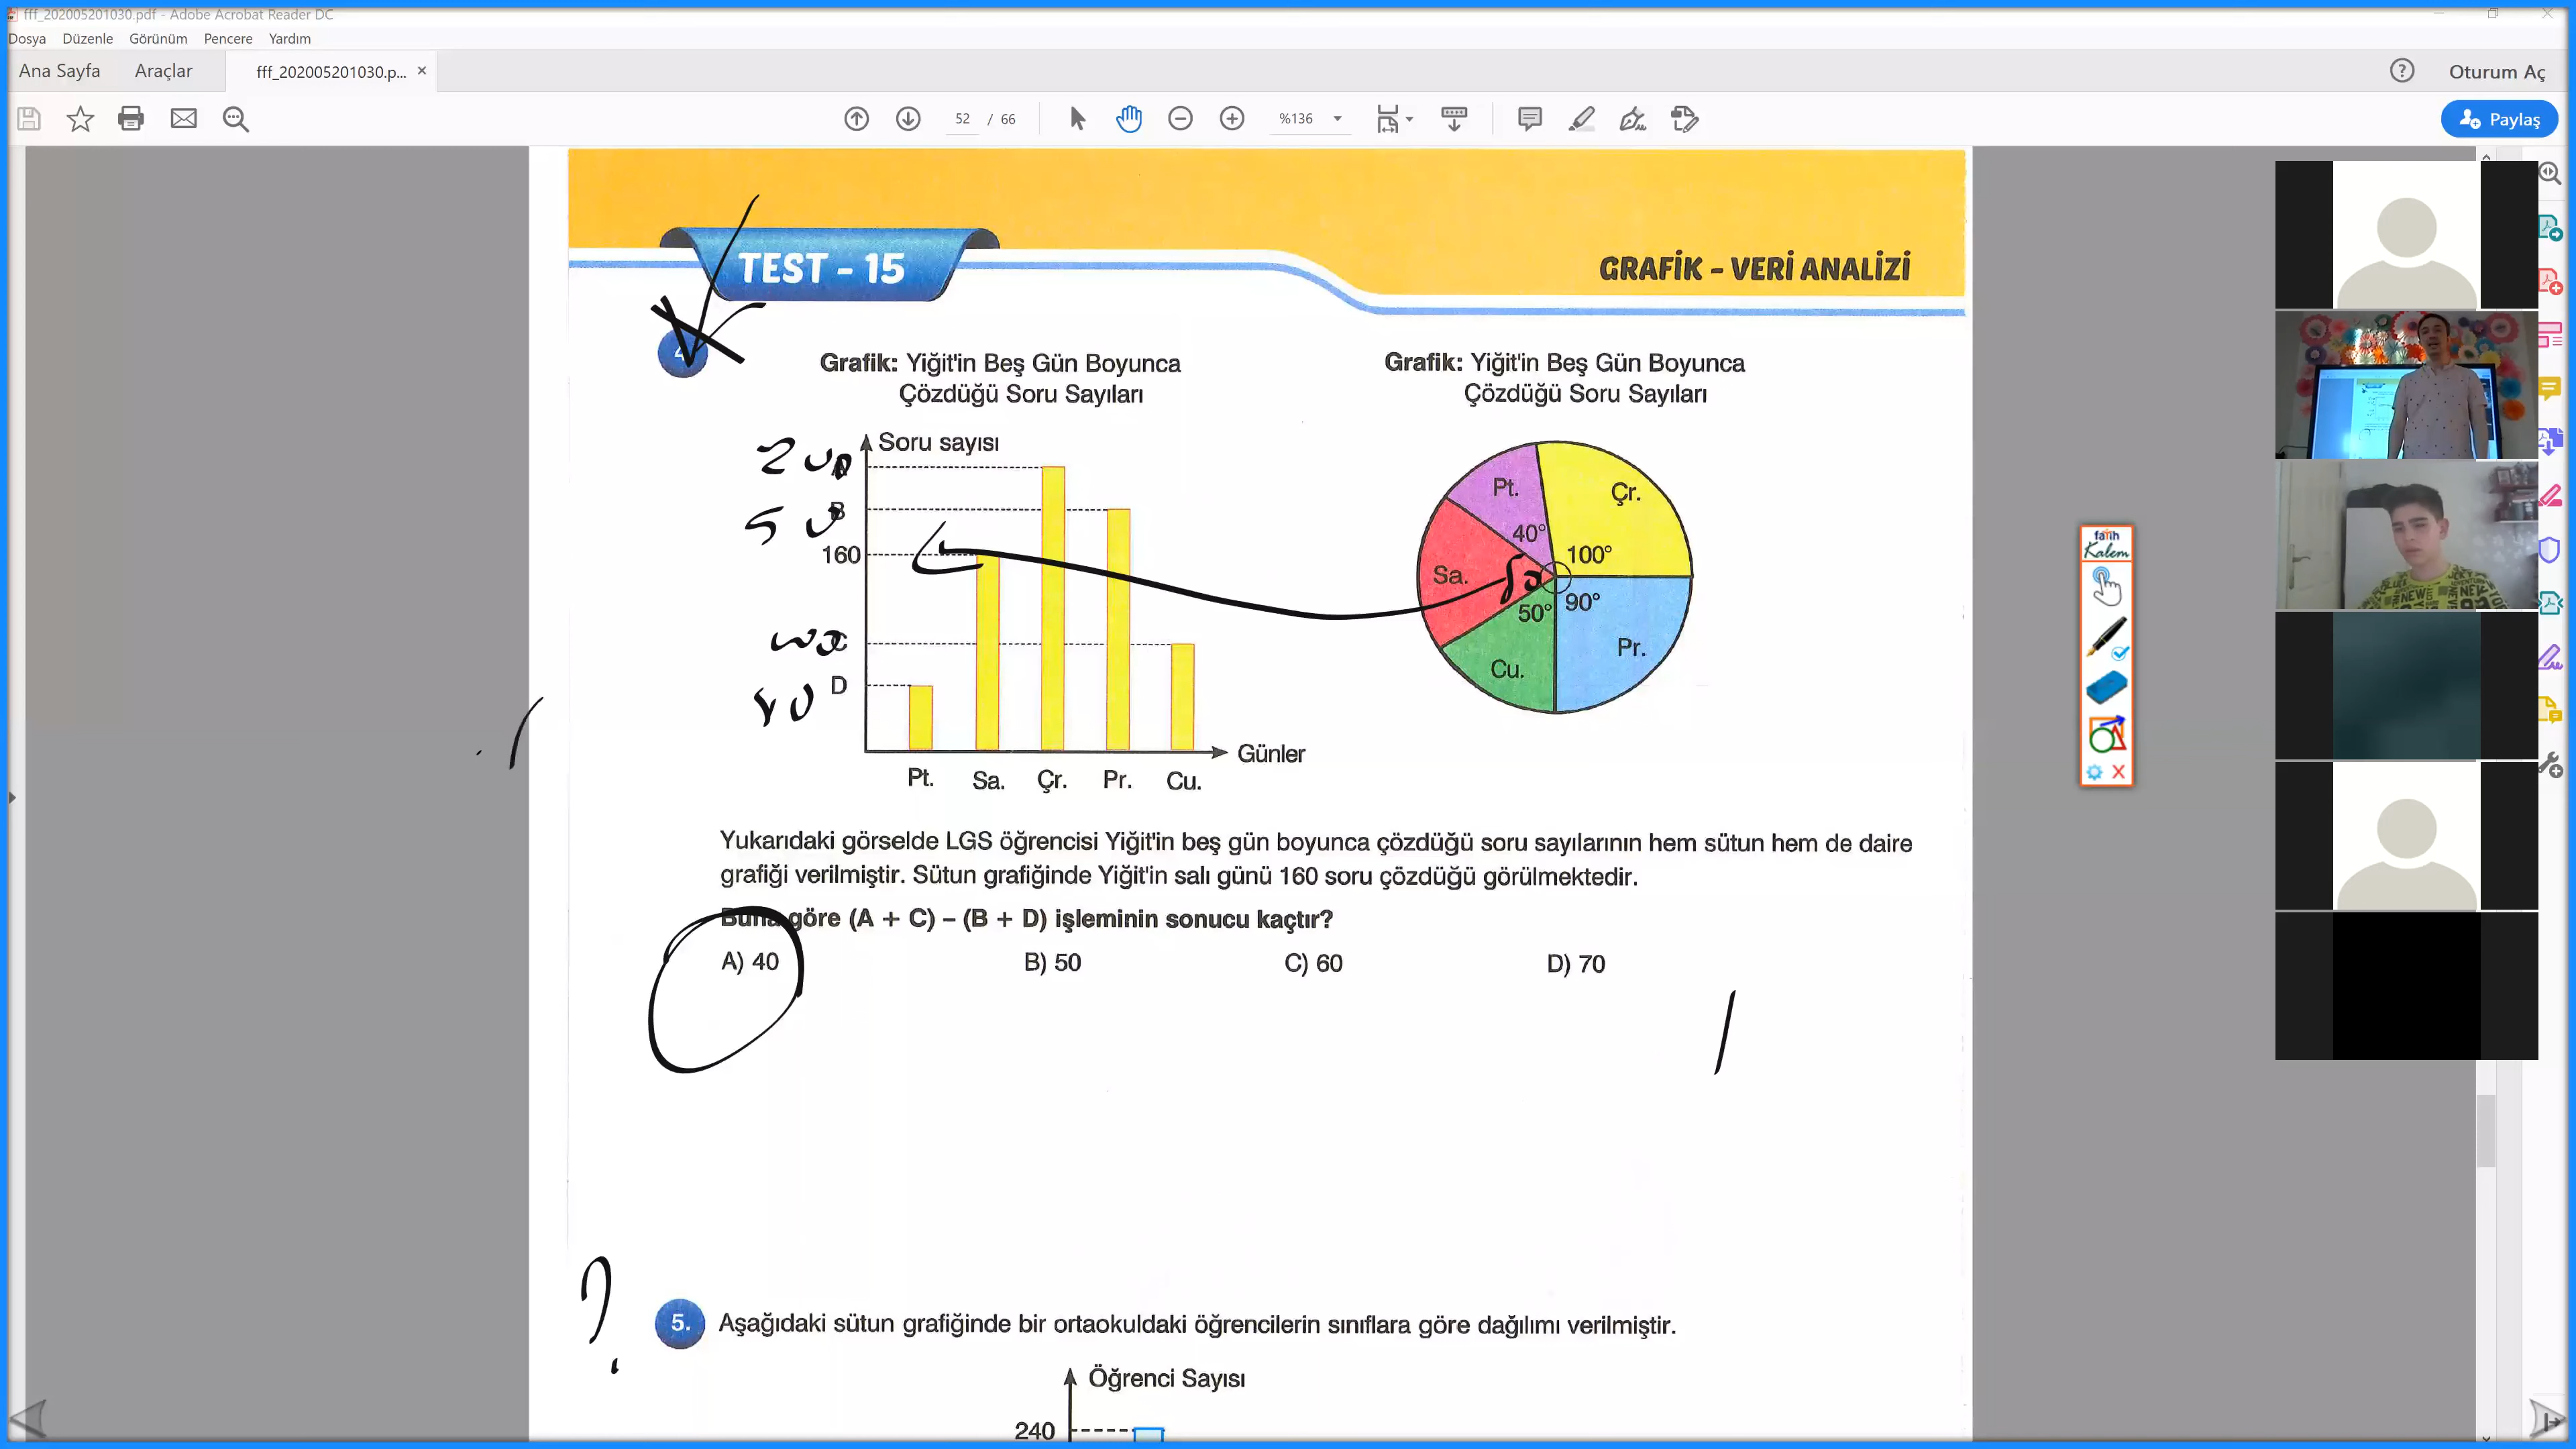 fff_202005201030.pdf - Adobe Acrobat Reader DC
Dosya Düzenle Görünüm Pencere Yardım
Ana Sayfa Araçlar fff_202005201030.p... × Oturum Aç
52 / 66 %136 Paylaş
TEST - 15
GRAFİK - VERİ ANALİZİ
Grafik: Yiğit'in Beş Gün Boyunca
Çözdüğü Soru Sayıları
Soru sayısı
B
160
C
D
Pt. Sa. Çr. Pr. Cu.
Günler
Grafik: Yiğit'in Beş Gün Boyunca
Çözdüğü Soru Sayıları
Pt. Çr.
40° 100°
Sa.
50° 90°
Cu. Pr.
fatih
Kalem
Yukarıdaki görselde LGS öğrencisi Yiğit'in beş gün boyunca çözdüğü soru sayılarının hem sütun hem de daire
grafiği verilmiştir. Sütun grafiğinde Yiğit'in salı günü 160 soru çözdüğü görülmektedir.
Buna göre (A + C) – (B + D) işleminin sonucu kaçtır?
A) 40 B) 50 C) 60 D) 70
?
5. Aşağıdaki sütun grafiğinde bir ortaokuldaki öğrencilerin sınıflara göre dağılımı verilmiştir.
Öğrenci Sayısı
240